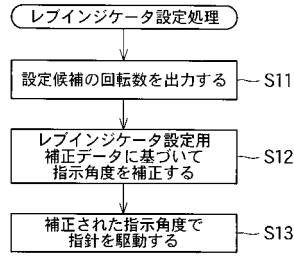 レブインジケータ設定処理
設定候補の回転数を出力する
S11
レブインジケータ設定用
補正データに基づいて
指示角度を補正する
S12
補正された指示角度で
指針を駆動する
S13